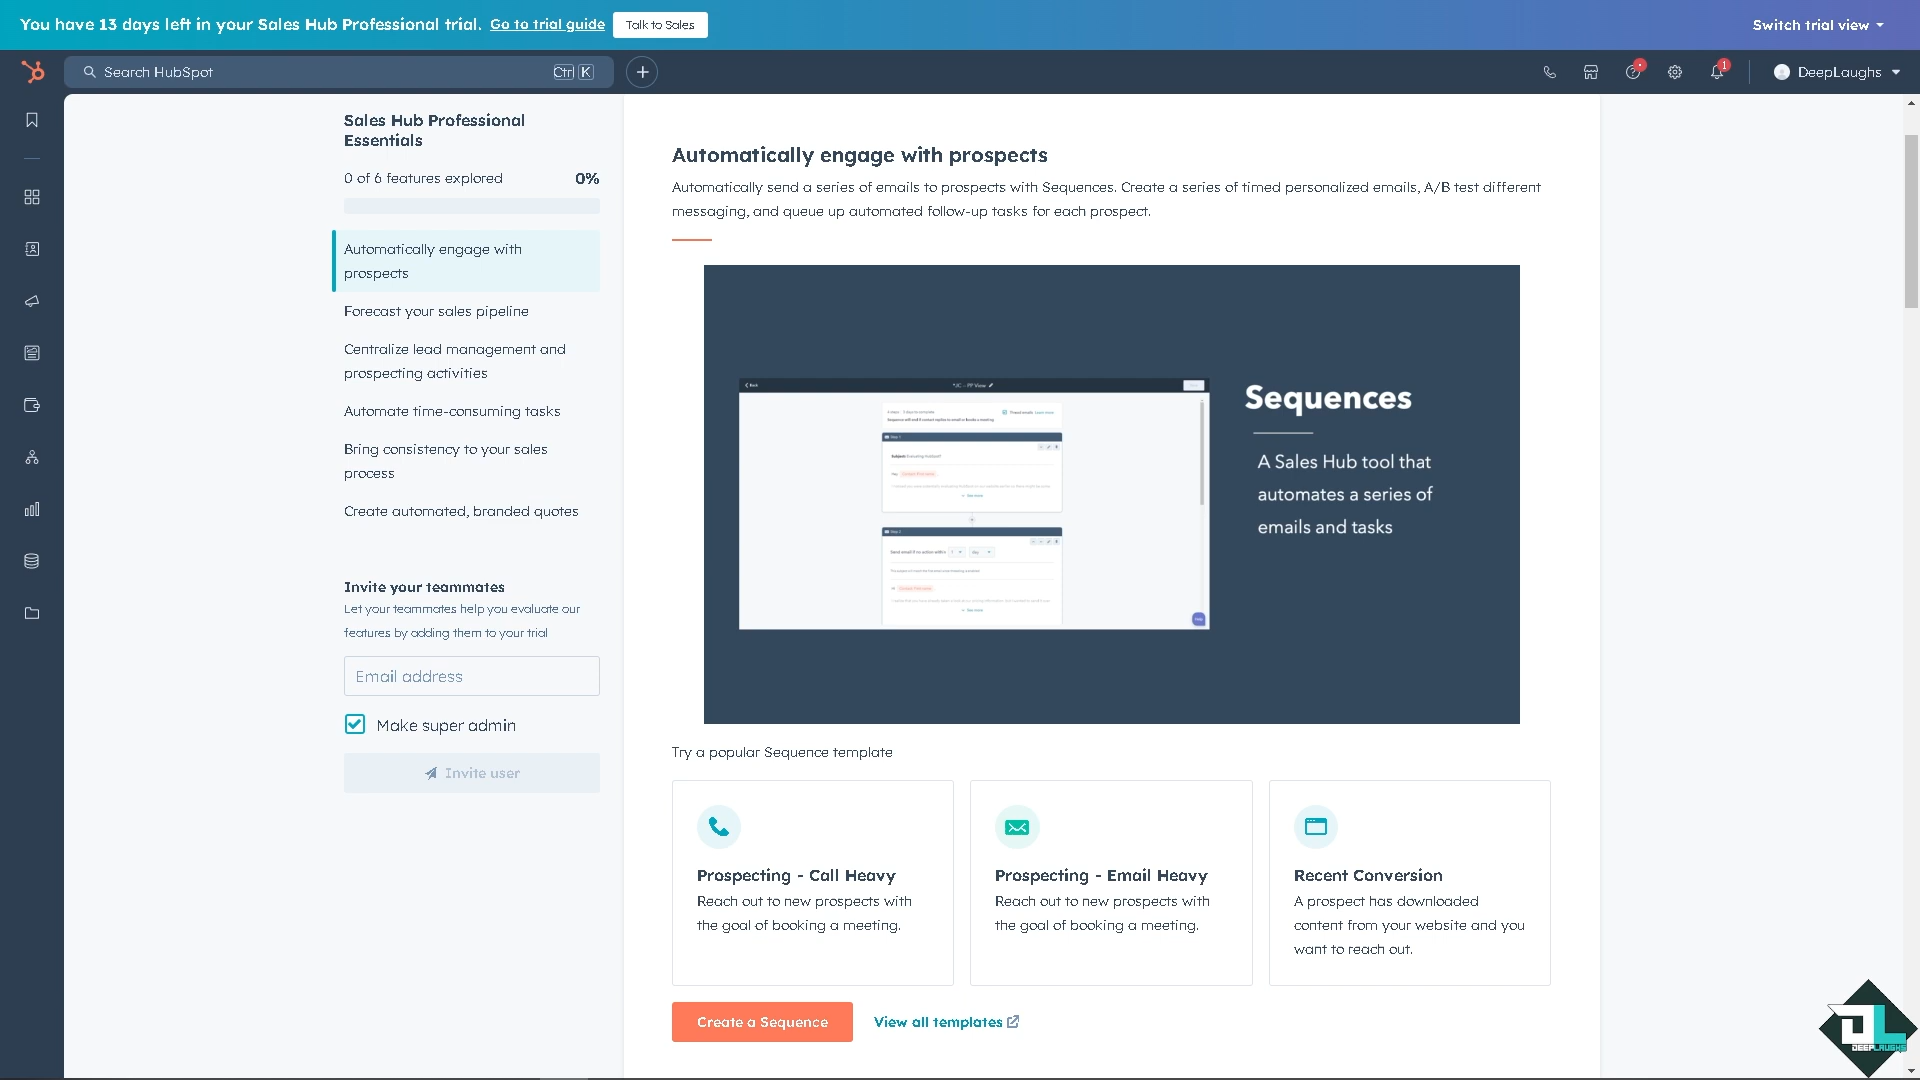 You have 13 days left in your Sales Hub Professional trial. Go to trial guide Talk to Sales Switch trial view
Search HubSpot Ctrl K 1 DeepLaughs
Sales Hub Professional
Essentials
0 of 6 features explored 0%
Automatically engage with
prospects
Forecast your sales pipeline
Centralize lead management and
prospecting activities
Automate time-consuming tasks
Bring consistency to your sales
process
Create automated, branded quotes
Invite your teammates
Let your teammates help you evaluate our
features by adding them to your trial
Email address
Make super admin
Invite user
Automatically engage with prospects
Automatically send a series of emails to prospects with Sequences. Create a series of timed personalized emails, A/B test different
messaging, and queue up automated follow-up tasks for each prospect.
Sequences
A Sales Hub tool that
automates a series of
emails and tasks
Try a popular Sequence template
Prospecting - Call Heavy
Reach out to new prospects with
the goal of booking a meeting.
Prospecting - Email Heavy
Reach out to new prospects with
the goal of booking a meeting.
Recent Conversion
A prospect has downloaded
content from your website and you
want to reach out.
Create a Sequence View all templates
DEEPLAUGHS